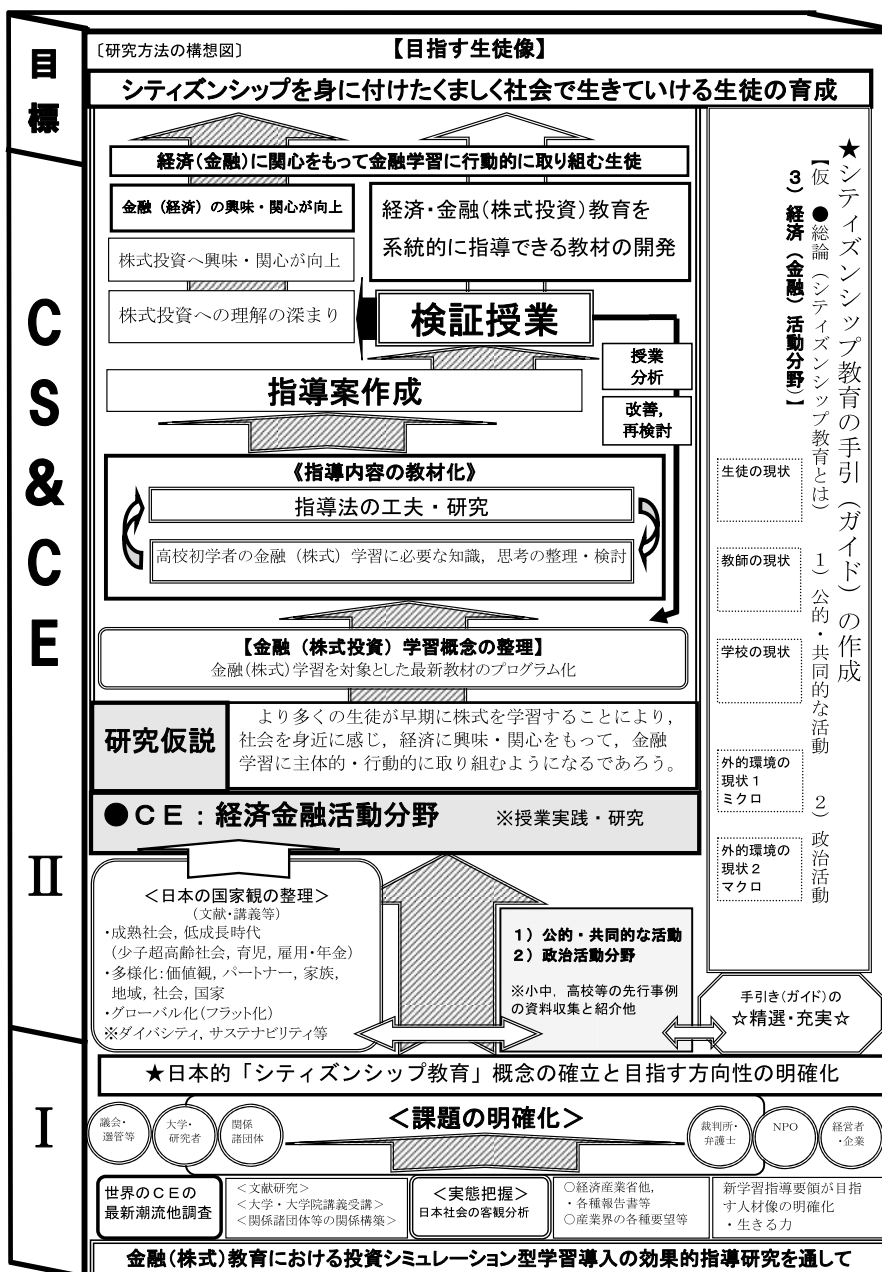 目標
〔研究方法の構想図〕
【目指す生徒像】
シティズンシップを身に付けたくましく社会で生きていける生徒の育成
CS&CE
Ⅱ
Ⅰ
経済(金融)に関心をもって金融学習に行動的に取り組む生徒
金融(経済)の興味・関心が向上
株式投資へ興味・関心が向上
株式投資への理解の深まり
経済・金融(株式投資)教育を
系統的に指導できる教材の開発
検証授業
授業
分析
改善,
再検討
指導案作成
《指導内容の教材化》
指導法の工夫・研究
高校初学者の金融(株式)学習に必要な知識,思考の整理・検討
【金融(株式投資)学習概念の整理】
金融(株式)学習を対象とした最新教材のプログラム化
研究仮説
より多くの生徒が早期に株式を学習することにより,
社会を身近に感じ,経済に興味・関心をもって,金融
学習に主体的・行動的に取り組むようになるであろう。
●CE:経済金融活動分野 ※授業実践・研究
★シティズンシップ教育の手引(ガイド)の作成
【仮 ●総論(シティズンシップ教育とは) 1)公的・共同的な活動 2)政治活動
3)経済(金融)活動分野】
生徒の現状
教師の現状
学校の現状
外的環境の
現状1
ミクロ
外的環境の
現状2
マクロ
<日本の国家観の整理>
(文献・講義等)
・成熟社会,低成長時代
(少子超高齢社会,育児,雇用・年金)
・多様化:価値観,パートナー,家族,
地域,社会,国家
・グローバル化(フラット化)
※ダイバシティ,サステナビリティ等
1)公的・共同的な活動
2)政治活動分野
※小中,高校等の先行事例
の資料収集と紹介他
手引き(ガイド)の
☆精選・充実☆
★日本的「シティズンシップ教育」概念の確立と目指す方向性の明確化
議会・
選管等
大学・
研究者
関係
諸団体
<課題の明確化>
裁判所・
弁護士
NPO
経営者
・企業
世界のCEの
最新潮流他調査
<文献研究>
<大学・大学院講義受講>
<関係諸団体等の関係構築>
<実態把握>
日本社会の客観分析
○経済産業省他,
・各種報告書等
○産業界の各種要望等
新学習指導要領が目指
す人材像の明確化
・生きる力
金融(株式)教育における投資シミュレーション型学習導入の効果的指導研究を通して